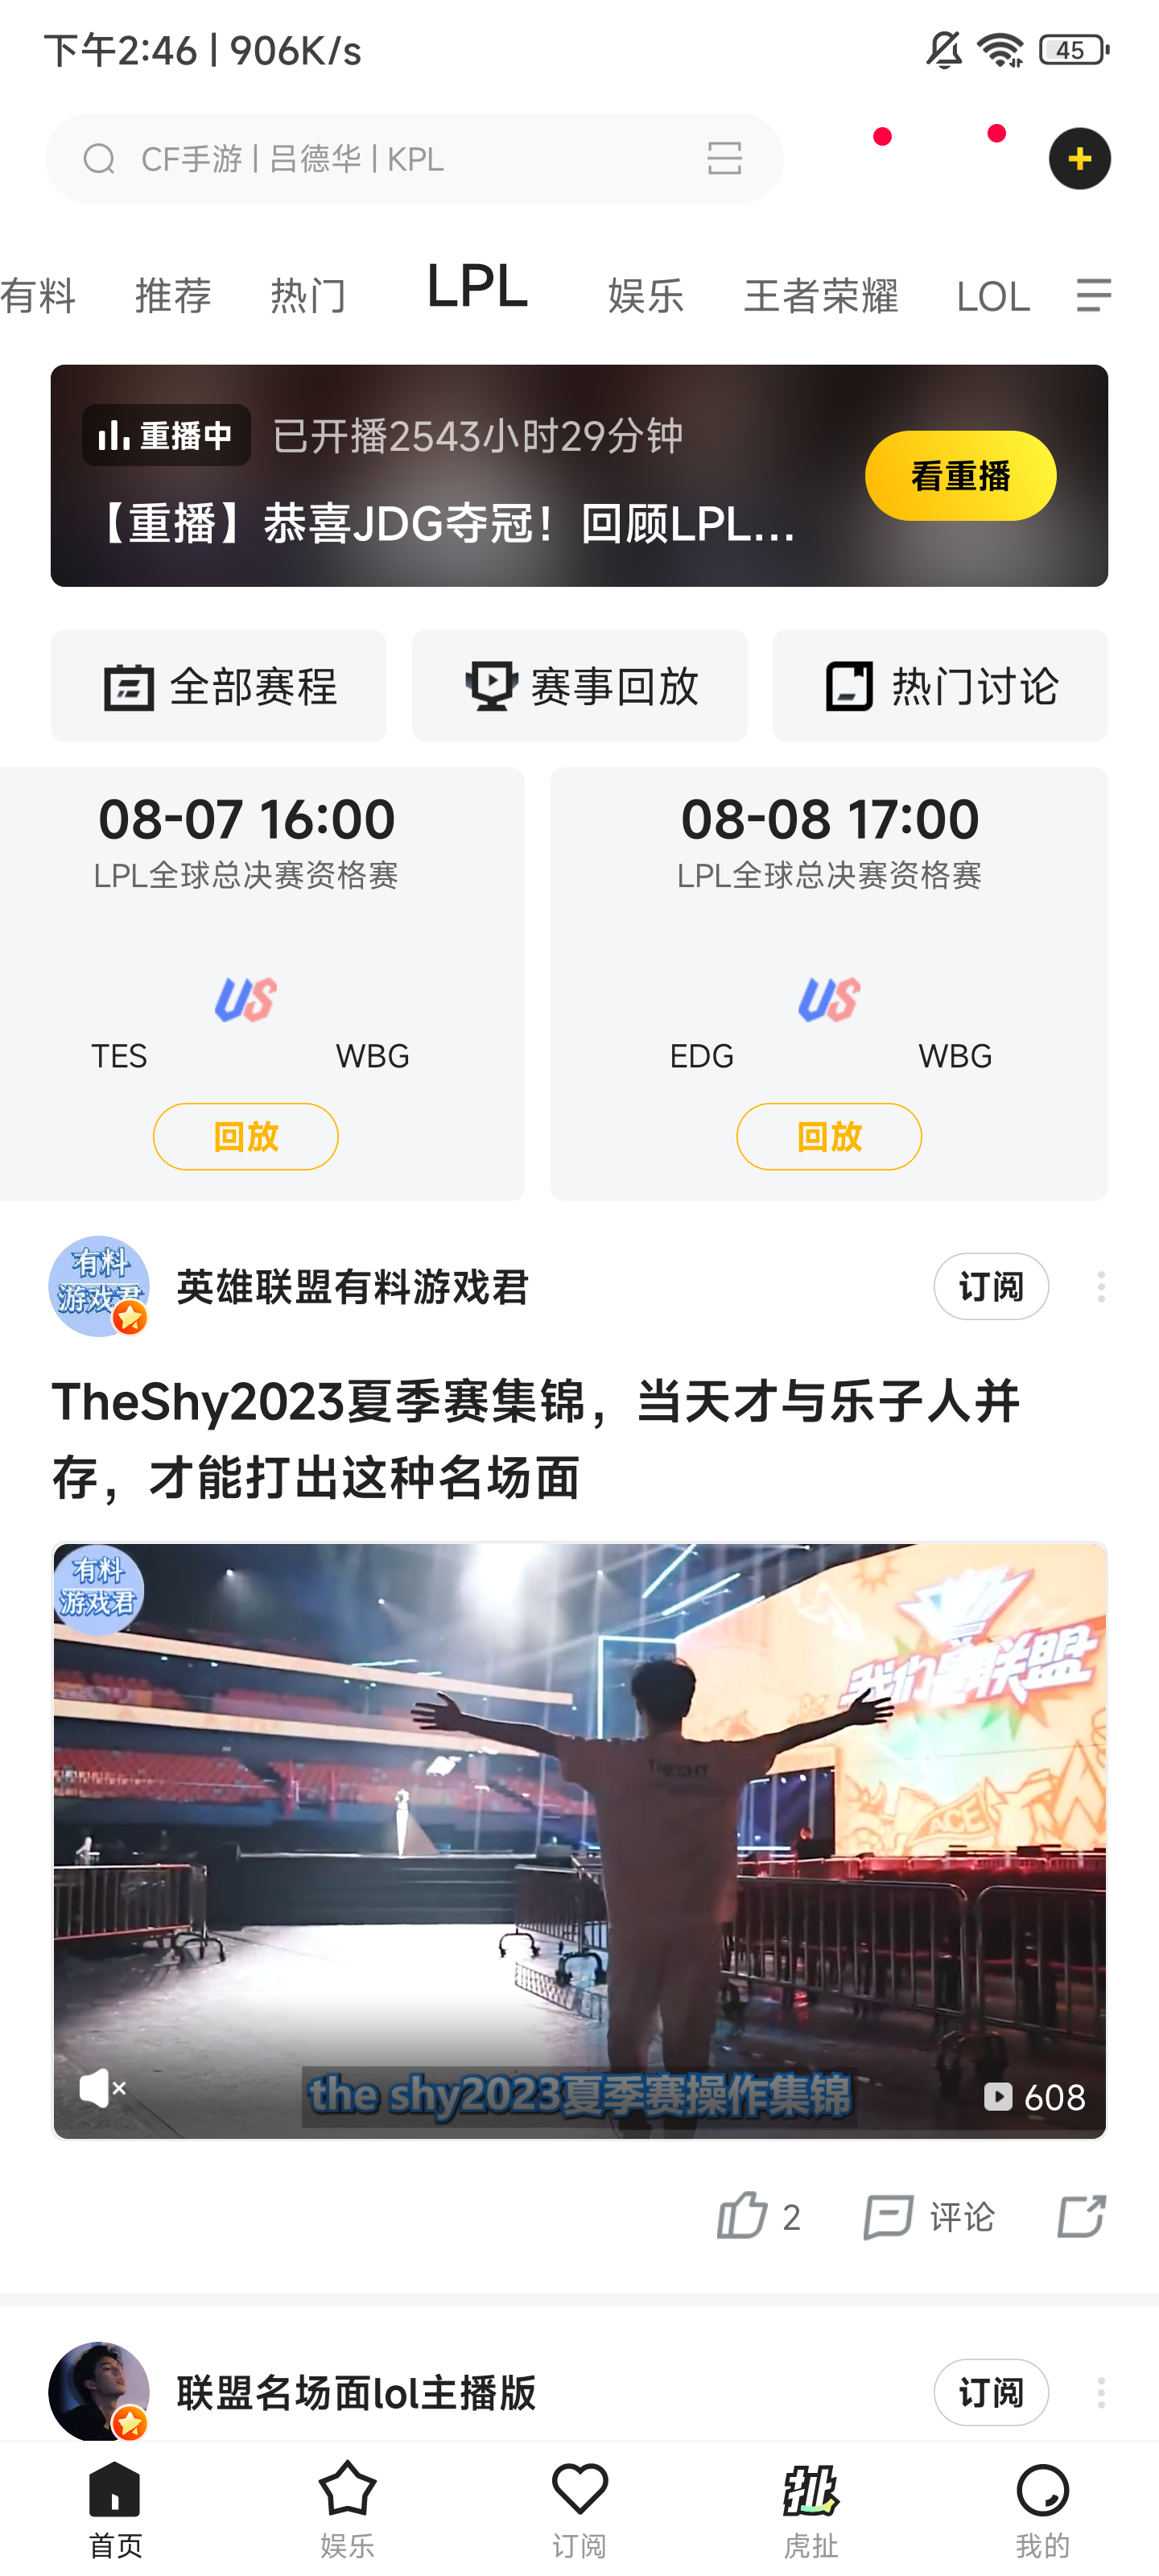 下午2:46 | 906K/s
45
CF手游 | 吕德华 | KPL
有料 推荐 热门 LPL 娱乐 王者荣耀 LOL
重播中 已开播2543小时29分钟
看重播
【重播】恭喜JDG夺冠！回顾LPL...
全部赛程 赛事回放 热门讨论
08-07 16:00
LPL全球总决赛资格赛
VS
TES WBG
回放
08-08 17:00
LPL全球总决赛资格赛
VS
EDG WBG
回放
有料
游戏君
英雄联盟有料游戏君
订阅
TheShy2023夏季赛集锦，当天才与乐子人并
存，才能打出这种名场面
有料
游戏君
我们是联盟
THESHY
the shy2023夏季赛操作集锦
608
2
评论
联盟名场面lol主播版
订阅
首页 娱乐 订阅 虎扯 我的